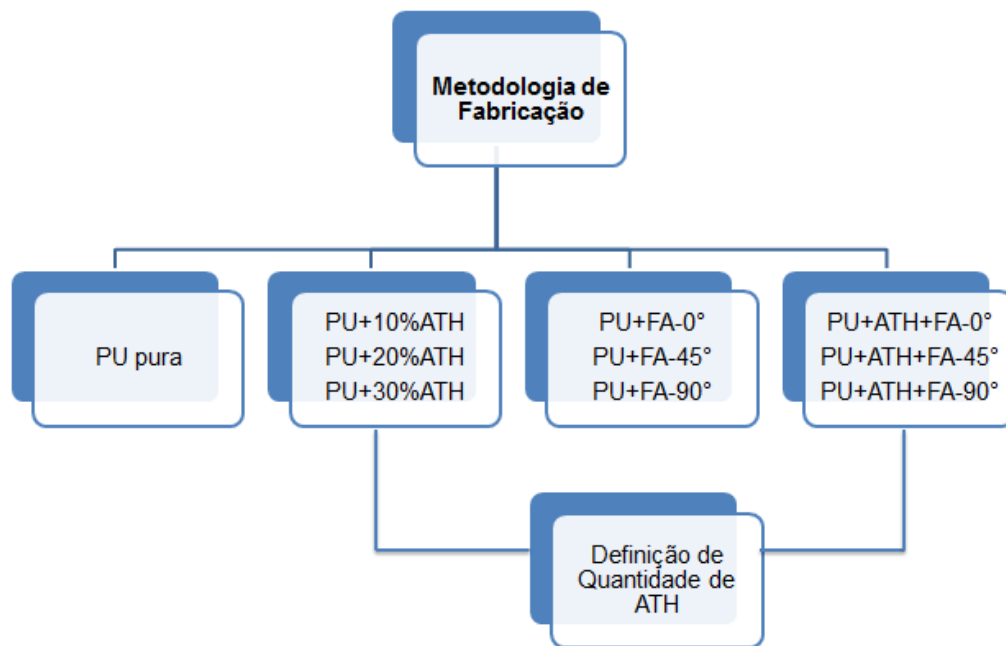 Metodologia de
Fabricação
PU pura
PU+10%ATH
PU+20%ATH
PU+30%ATH
PU+FA-0°
PU+FA-45°
PU+FA-90°
PU+ATH+FA-0°
PU+ATH+FA-45°
PU+ATH+FA-90°
Definição de
Quantidade de
ATH